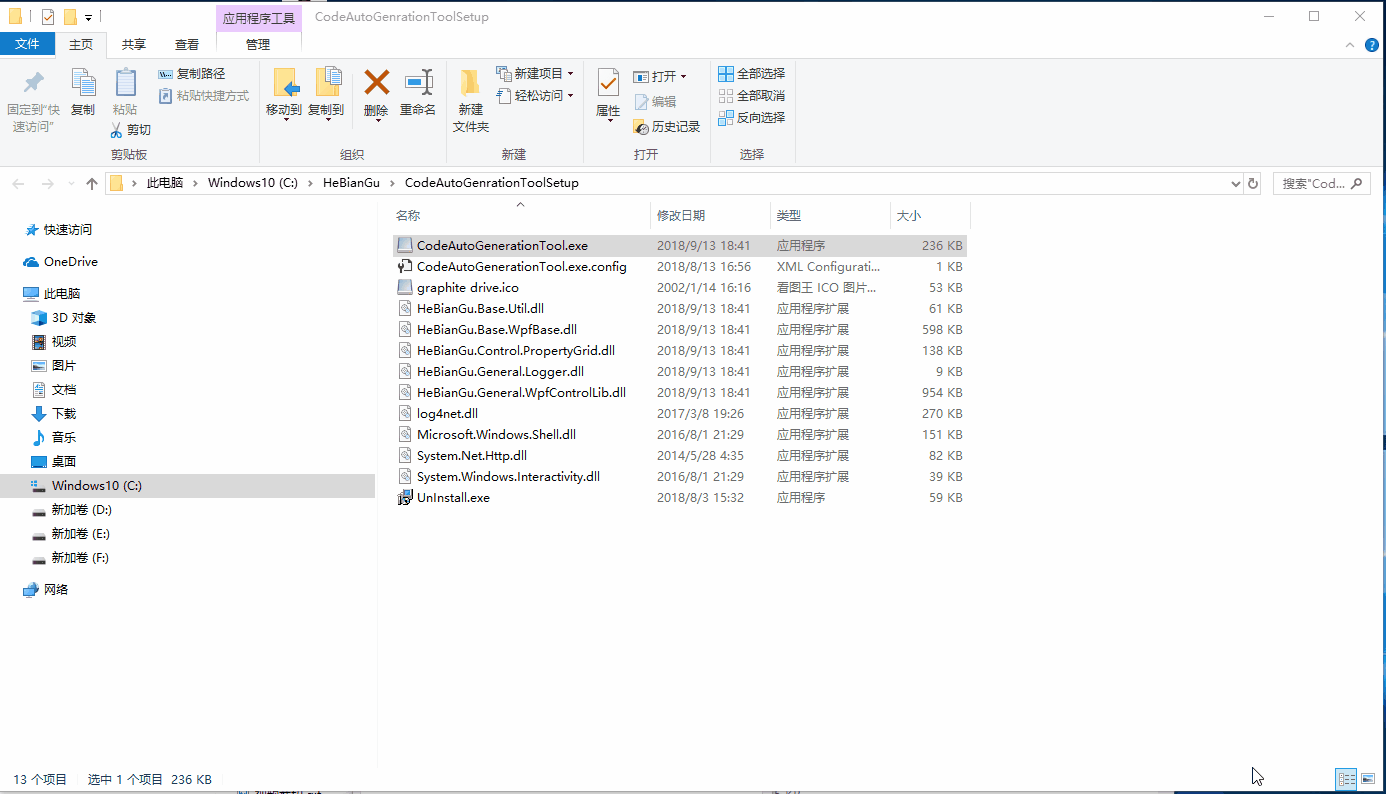 应用程序工具 CodeAutoGenrationToolSetup
文件 主页 共享 查看 管理
固定到“快速访问”
复制
粘贴
复制路径
粘贴快捷方式
剪切
剪贴板
移动到
复制到
删除
重命名
组织
新建文件夹
新建项目
轻松访问
新建
属性
打开
编辑
历史记录
打开
全部选择
全部取消
反向选择
选择
此电脑 Windows10 (C:) HeBianGu CodeAutoGenrationToolSetup 搜索"Cod...
快速访问
OneDrive
此电脑
3D 对象
视频
图片
文档
下载
音乐
桌面
Windows10 (C:)
新加卷 (D:)
新加卷 (E:)
新加卷 (F:)
网络
名称 修改日期 类型 大小
CodeAutoGenerationTool.exe 2018/9/13 18:41 应用程序 236 KB
CodeAutoGenerationTool.exe.config 2018/8/13 16:56 XML Configurati... 1 KB
graphite drive.ico 2002/1/14 16:16 看图王 ICO 图片... 53 KB
HeBianGu.Base.Util.dll 2018/9/13 18:41 应用程序扩展 61 KB
HeBianGu.Base.WpfBase.dll 2018/9/13 18:41 应用程序扩展 598 KB
HeBianGu.Control.PropertyGrid.dll 2018/9/13 18:41 应用程序扩展 138 KB
HeBianGu.General.Logger.dll 2018/9/13 18:41 应用程序扩展 9 KB
HeBianGu.General.WpfControlLib.dll 2018/9/13 18:41 应用程序扩展 954 KB
log4net.dll 2017/3/8 19:26 应用程序扩展 270 KB
Microsoft.Windows.Shell.dll 2016/8/1 21:29 应用程序扩展 151 KB
System.Net.Http.dll 2014/5/28 4:35 应用程序扩展 82 KB
System.Windows.Interactivity.dll 2016/8/1 21:29 应用程序扩展 39 KB
UnInstall.exe 2018/8/3 15:32 应用程序 59 KB
13 个项目 选中 1 个项目 236 KB